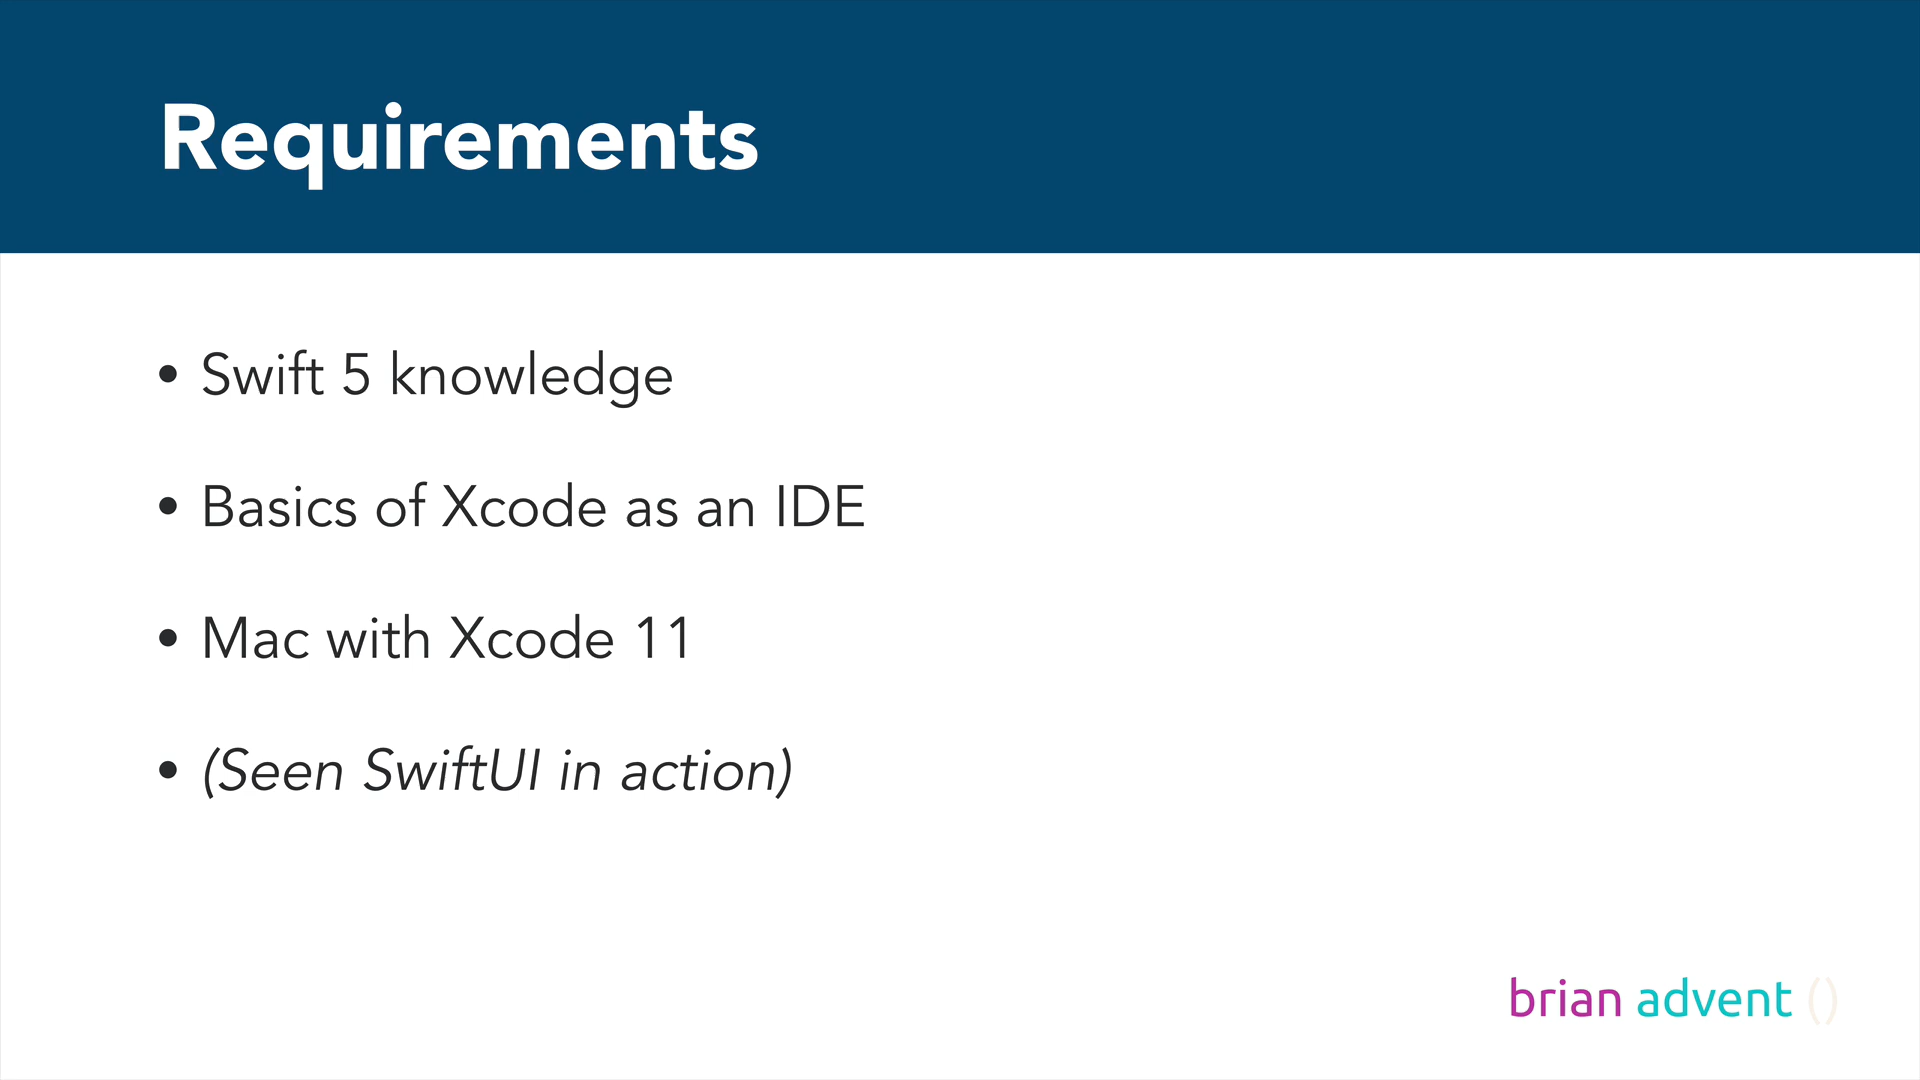 Requirements
• Swift 5 knowledge
• Basics of Xcode as an IDE
• Mac with Xcode 11
• (Seen SwiftUI in action)
brian advent ()